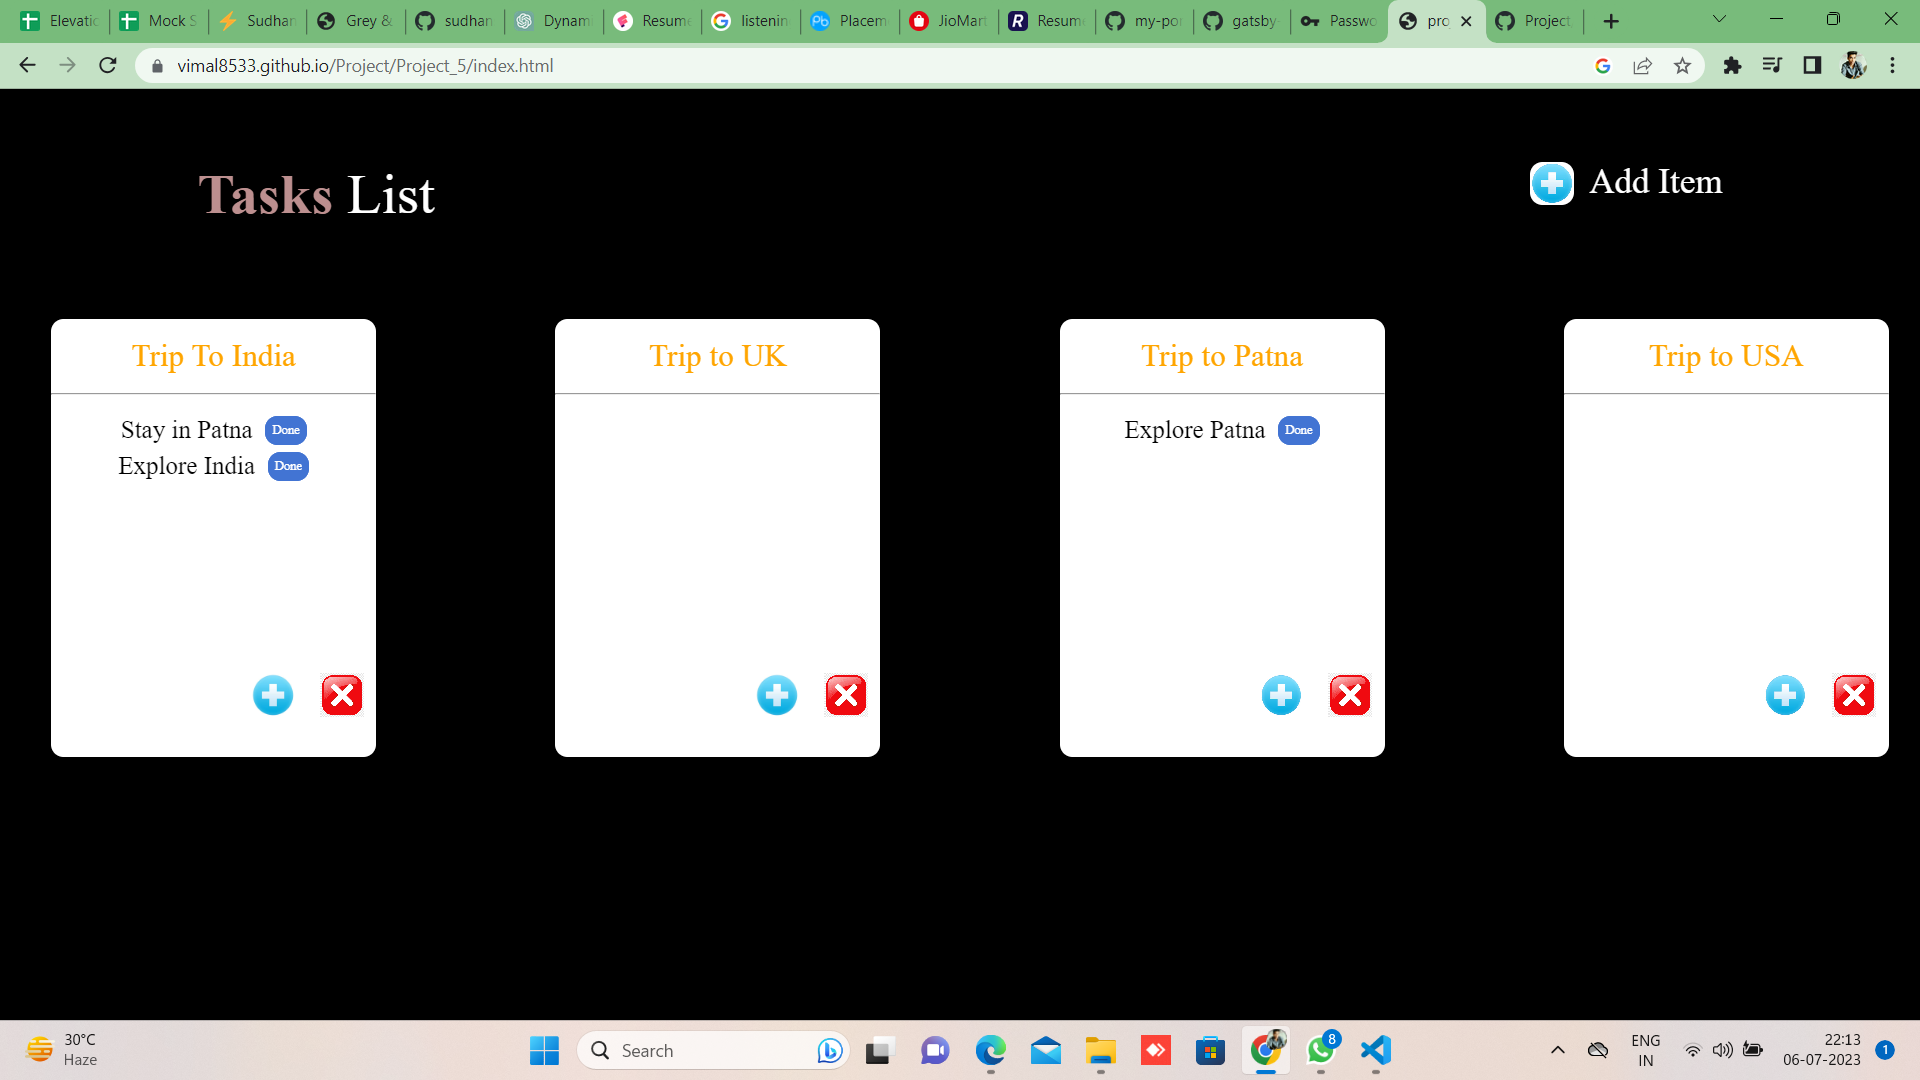 Elevatio Mock S Sudhan Grey & sudhan Dynam Resume listenin Placem JioMart Resume my-por gatsby- Passwo pro Project
vimal8533.github.io/Project/Project_5/index.html
Tasks List
Add Item
Trip To India
Stay in Patna Done
Explore India Done
Trip to UK
Trip to Patna
Explore Patna Done
Trip to USA
30°C
Haze
Search
8
ENG
IN
22:13
06-07-2023
1